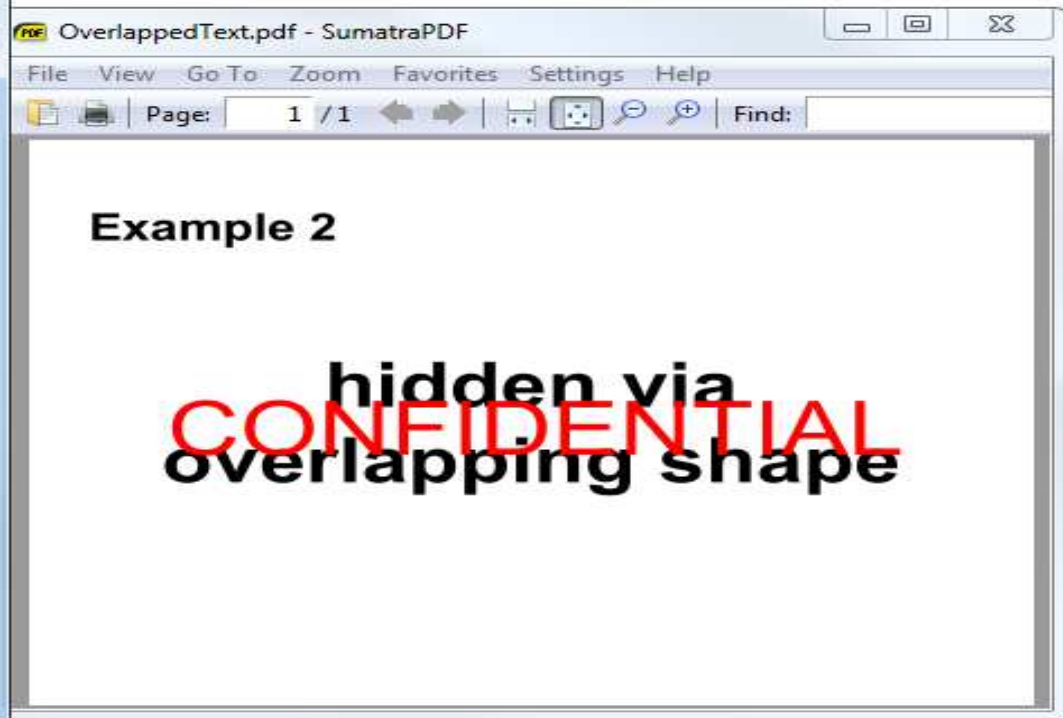 OverlappedText.pdf - SumatraPDF
File View Go To Zoom Favorites Settings Help
Page: 1 / 1 Find:
Example 2
hidden via
CONFIDENTIAL
overlapping shape